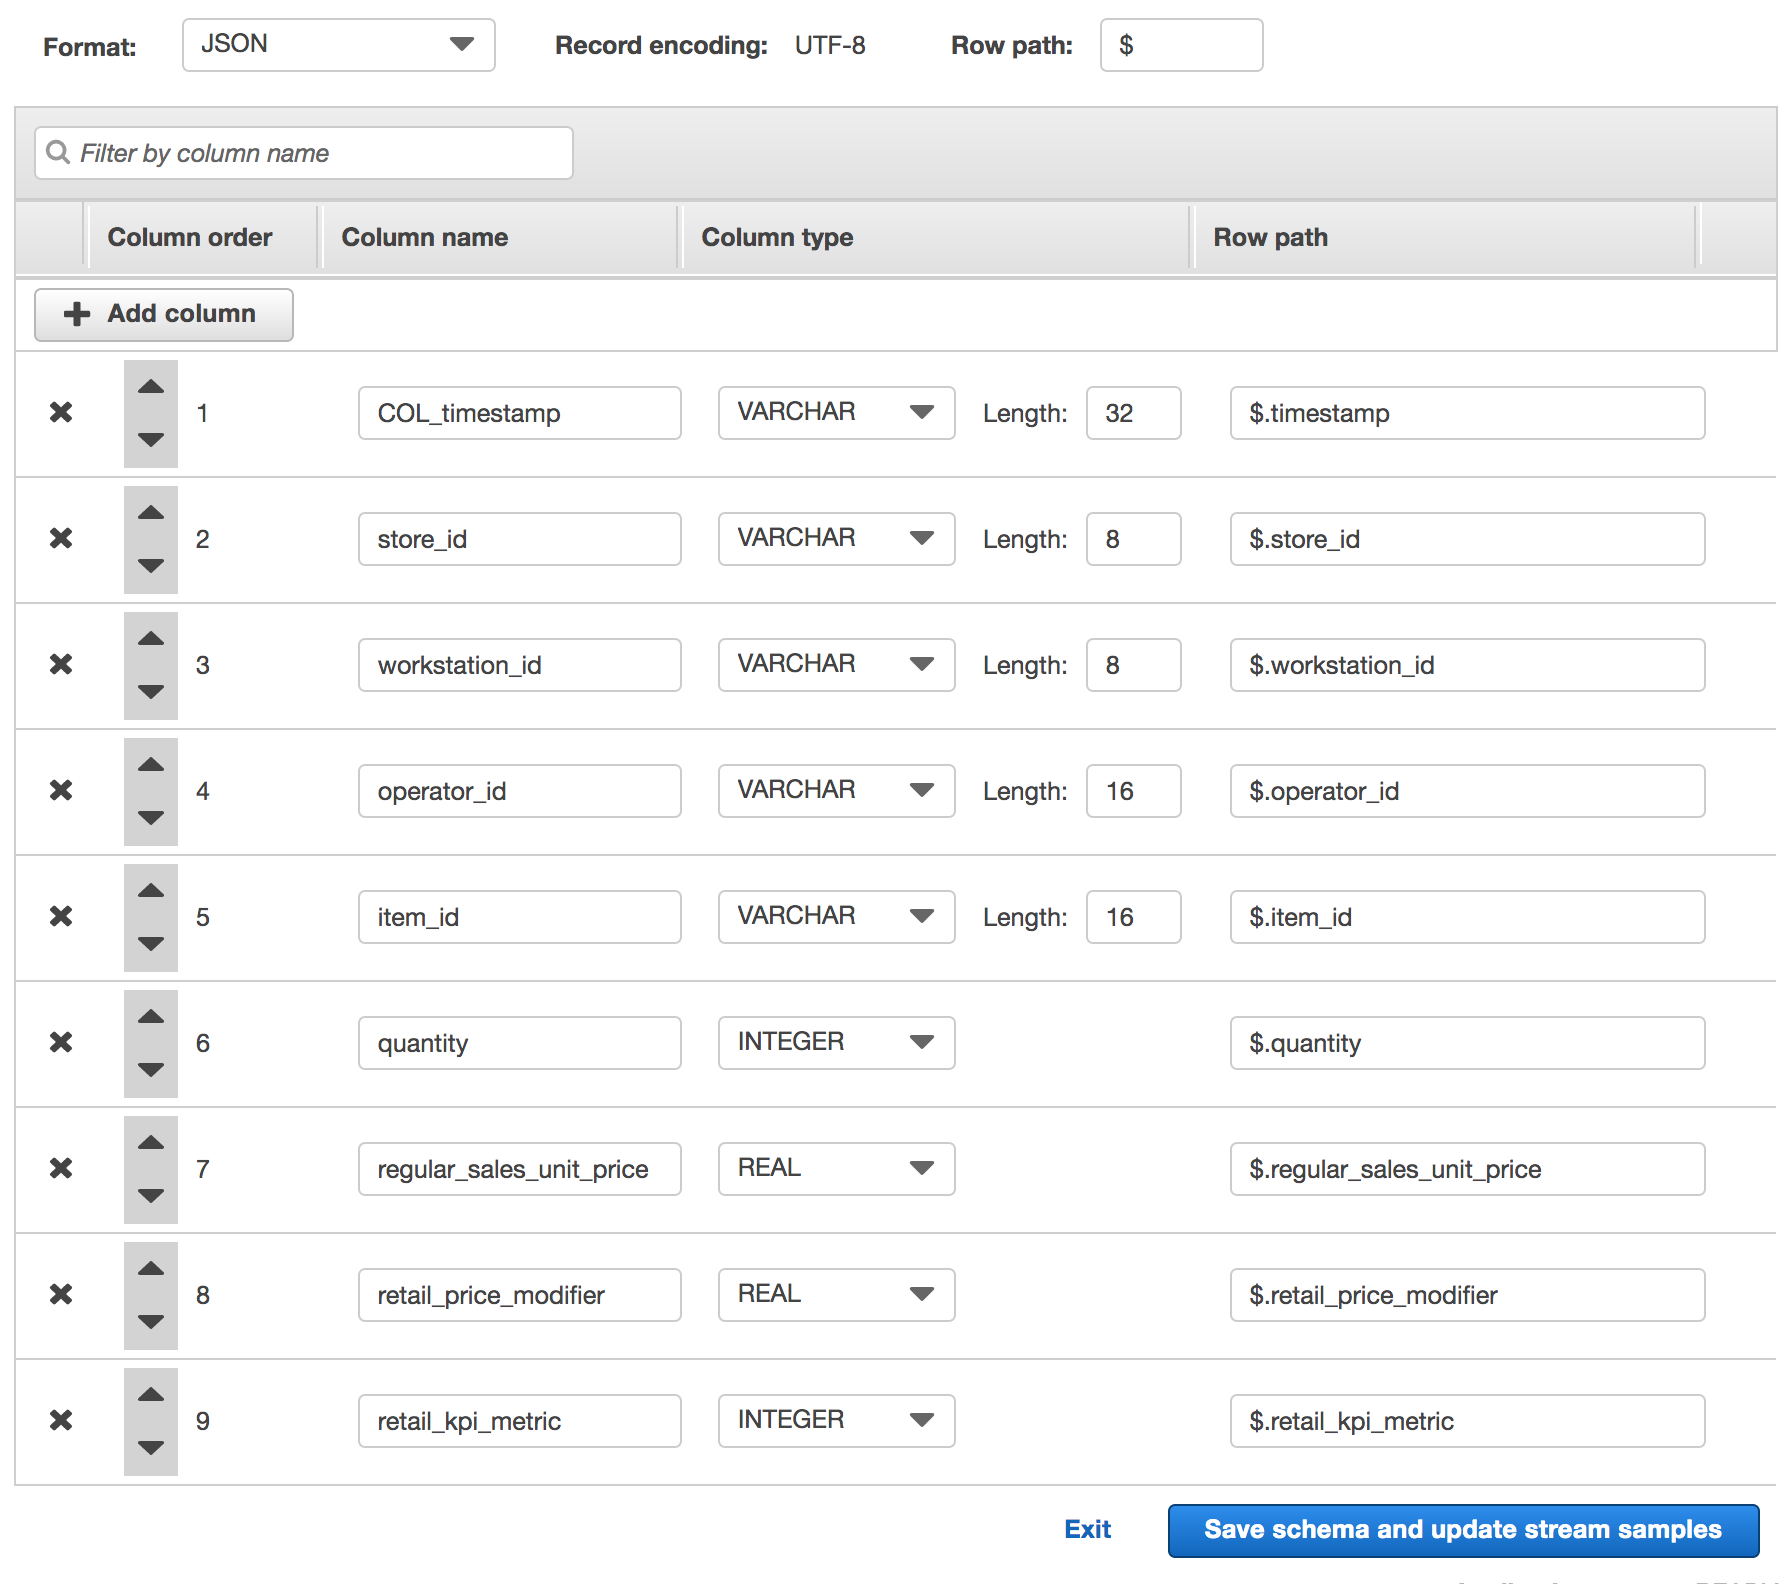 Format: JSON Record encoding: UTF-8 Row path: $
Filter by column name
Column order Column name Column type Row path
Add column
1 COL_timestamp VARCHAR Length: 32 $.timestamp
2 store_id VARCHAR Length: 8 $.store_id
3 workstation_id VARCHAR Length: 8 $.workstation_id
4 operator_id VARCHAR Length: 16 $.operator_id
5 item_id VARCHAR Length: 16 $.item_id
6 quantity INTEGER $.quantity
7 regular_sales_unit_price REAL $.regular_sales_unit_price
8 retail_price_modifier REAL $.retail_price_modifier
9 retail_kpi_metric INTEGER $.retail_kpi_metric
Exit Save schema and update stream samples